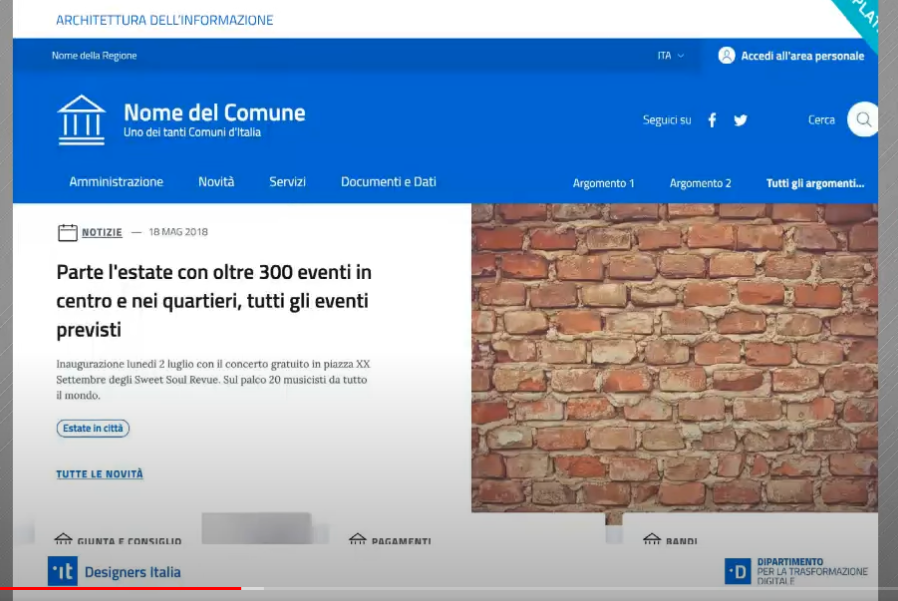 ARCHITETTURA DELL'INFORMAZIONE
Nome della Regione
ITA
Accedi all'area personale
Nome del Comune
Uno dei tanti Comuni d'Italia
Seguici su
Cerca
Amministrazione
Novità
Servizi
Documenti e Dati
Argomento 1
Argomento 2
Tutti gli argomenti...
NOTIZIE — 18 MAG 2018
Parte l'estate con oltre 300 eventi in
centro e nei quartieri, tutti gli eventi
previsti
Inaugurazione lunedì 2 luglio con il concerto gratuito in piazza XX
Settembre degli Sweet Soul Revue. Sul palco 20 musicisti da tutto
il mondo.
Estate in città
TUTTE LE NOVITÀ
GIUNTA E CONSIGLIO
PAGAMENTI
BANDI
it
Designers Italia
D
DIPARTIMENTO
PER LA TRASFORMAZIONE
DIGITALE